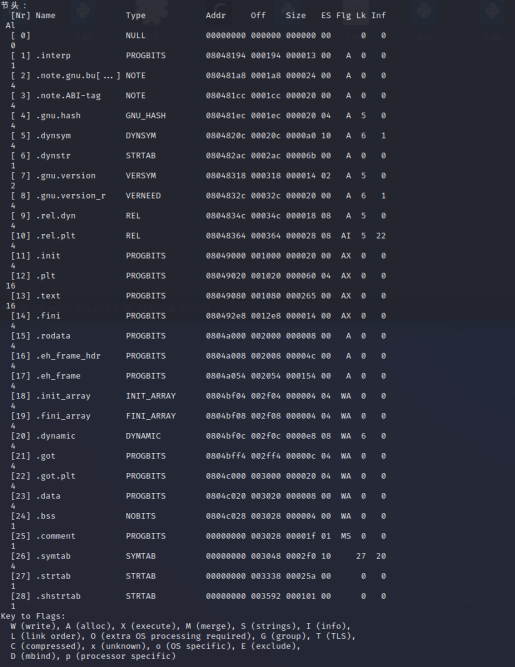 节头：
[Nr] Name Type Addr Off Size ES Flg Lk Inf
Al
[ 0] NULL 00000000 000000 000000 00 0 0
0
[ 1] .interp PROGBITS 08048194 000194 000013 00 A 0 0
1
[ 2] .note.gnu.bu[...] NOTE 080481a8 0001a8 000024 00 A 0 0
4
[ 3] .note.ABI-tag NOTE 080481cc 0001cc 000020 00 A 0 0
4
[ 4] .gnu.hash GNU_HASH 080481ec 0001ec 000020 04 A 5 0
4
[ 5] .dynsym DYNSYM 0804820c 00020c 0000a0 10 A 6 1
4
[ 6] .dynstr STRTAB 080482ac 0002ac 00006b 00 A 0 0
1
[ 7] .gnu.version VERSYM 08048318 000318 000014 02 A 5 0
2
[ 8] .gnu.version_r VERNEED 0804832c 00032c 000020 00 A 6 1
4
[ 9] .rel.dyn REL 0804834c 00034c 000018 08 A 5 0
4
[10] .rel.plt REL 08048364 000364 000028 08 AI 5 22
4
[11] .init PROGBITS 08049000 001000 000020 00 AX 0 0
4
[12] .plt PROGBITS 08049020 001020 000060 04 AX 0 0
16
[13] .text PROGBITS 08049080 001080 000265 00 AX 0 0
16
[14] .fini PROGBITS 080492e8 0012e8 000014 00 AX 0 0
4
[15] .rodata PROGBITS 0804a000 002000 000008 00 A 0 0
4
[16] .eh_frame_hdr PROGBITS 0804a008 002008 00004c 00 A 0 0
4
[17] .eh_frame PROGBITS 0804a054 002054 000154 00 A 0 0
4
[18] .init_array INIT_ARRAY 0804bf04 002f04 000004 04 WA 0 0
4
[19] .fini_array FINI_ARRAY 0804bf08 002f08 000004 04 WA 0 0
4
[20] .dynamic DYNAMIC 0804bf0c 002f0c 0000e8 08 WA 6 0
4
[21] .got PROGBITS 0804bff4 002ff4 00000c 04 WA 0 0
4
[22] .got.plt PROGBITS 0804c000 003000 000020 04 WA 0 0
4
[23] .data PROGBITS 0804c020 003020 000008 00 WA 0 0
4
[24] .bss NOBITS 0804c028 003028 000004 00 WA 0 0
1
[25] .comment PROGBITS 00000000 003028 00001f 01 MS 0 0
1
[26] .symtab SYMTAB 00000000 003048 0002f0 10 27 20
4
[27] .strtab STRTAB 00000000 003338 00025a 00 0 0
1
[28] .shstrtab STRTAB 00000000 003592 000101 00 0 0
1
Key to Flags:
W (write), A (alloc), X (execute), M (merge), S (strings), I (info),
L (link order), O (extra OS processing required), G (group), T (TLS),
C (compressed), x (unknown), o (OS specific), E (exclude),
D (mbind), p (processor specific)